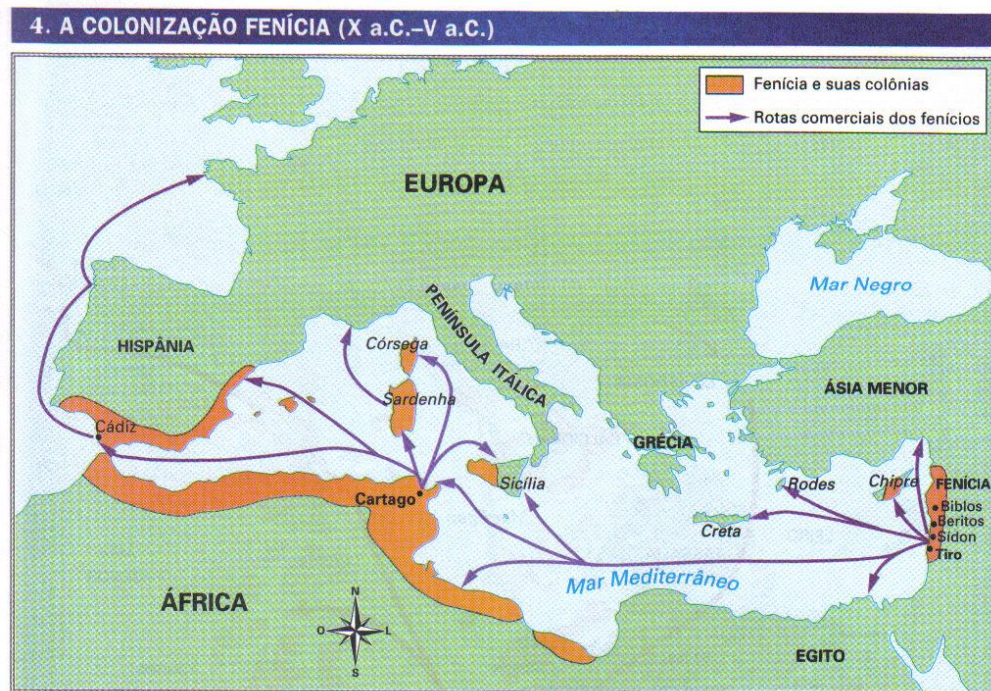 4. A COLONIZAÇÃO FENÍCIA (X a.C.–V a.C.)
Fenícia e suas colônias
Rotas comerciais dos fenícios
EUROPA
Mar Negro
HISPÂNIA
Córsega
PENÍNSULA ITÁLICA
Sardenha
ÁSIA MENOR
GRÉCIA
Cádiz
Sicília
Rodes
Chipre
FENÍCIA
Biblos
Beritos
Sídon
Tiro
Cartago
Creta
Mar Mediterrâneo
ÁFRICA
N
O
L
S
EGITO